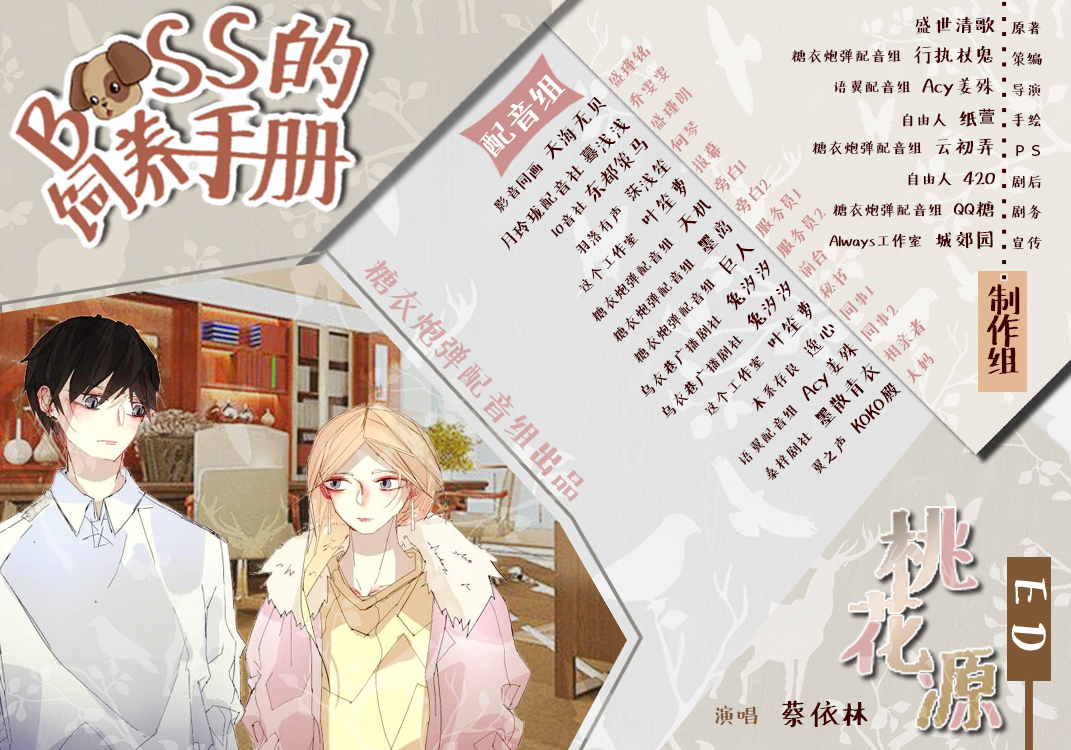 BOSS的
饲养手册
原著 盛世清歌
策编 糖衣炮弹配音组 行执杖鬼
导演 语翼配音组 Acy姜殊
手绘 自由人 纸萱
PS 糖衣炮弹配音组 云初弄
剧后 自由人 420
剧务 糖衣炮弹配音组 QQ糖
宣传 Always工作室 城郊园
制作组
配音组
盛瑾铭 影音同画 天海无贝
乔雯雯 月玲珑配音社 蓦浅浅
盛瑾朗 IO音社 东都狼马
何琴 羽落有声 深浅笙
报幕 这个工作室 叶笙萝
旁白1 糖衣炮弹配音组 天机
旁白2 糖衣炮弹配音组 墨离
服务员1 糖衣炮弹配音组 巨人
服务员2 乌衣巷广播剧社 兔汐汐
前台 乌衣巷广播剧社 兔汐汐
秘书 这个工作室 叶笙萝
同事1 木系存良 逸心
同事2 语翼配音组 Acy姜殊
相亲者 桑梓剧社 墨散青衣
大妈 翼之声 KOKO殿
糖衣炮弹配音组出品
桃花源
ED
演唱 蔡依林